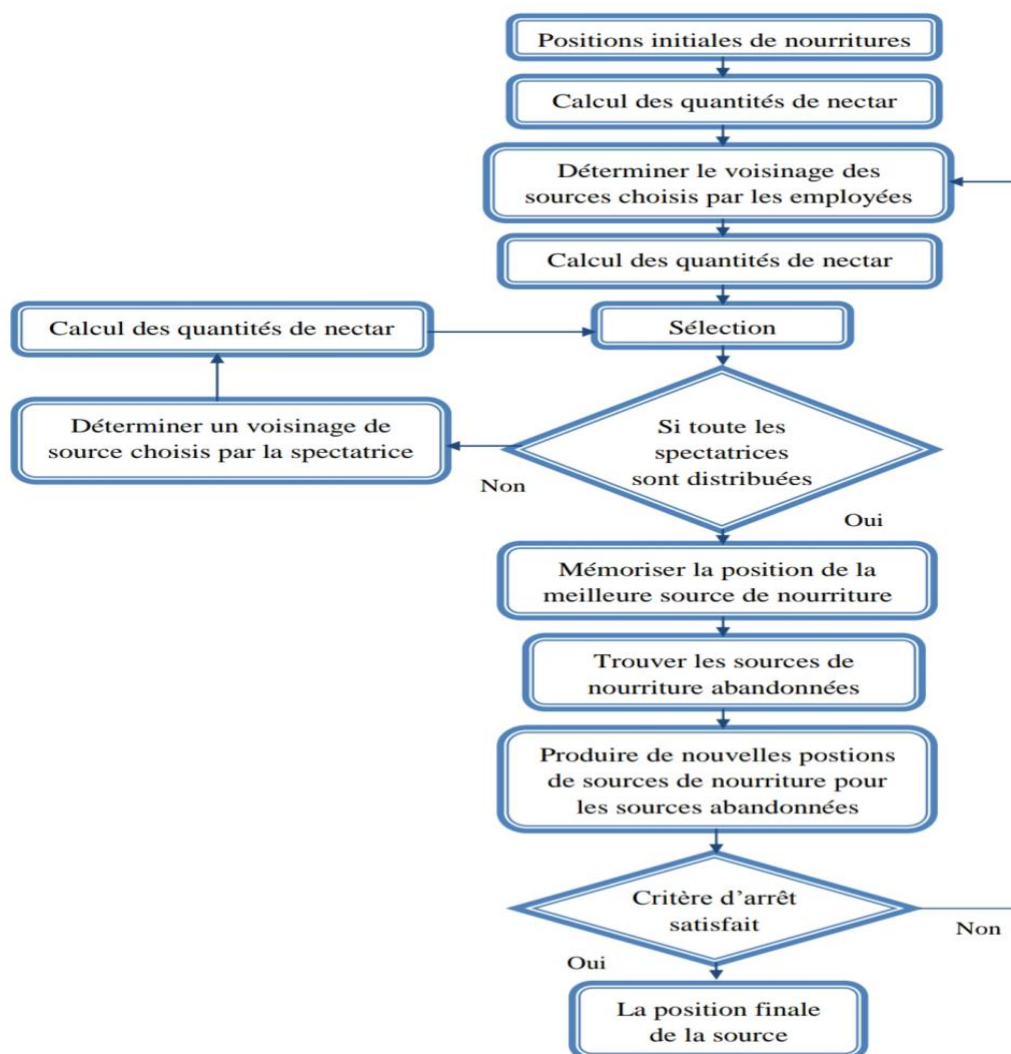 Positions initiales de nourritures
Calcul des quantités de nectar
Déterminer le voisinage des
sources choisis par les employées
Calcul des quantités de nectar
Calcul des quantités de nectar
Sélection
Déterminer un voisinage de
source choisis par la spectatrice
Si toute les
spectatrices
sont distribuées
Non
Oui
Mémoriser la position de la
meilleure source de nourriture
Trouver les sources de
nourriture abandonnées
Produire de nouvelles postions
de sources de nourriture pour
les sources abandonnées
Critère d'arrêt
satisfait
Non
Oui
La position finale
de la source